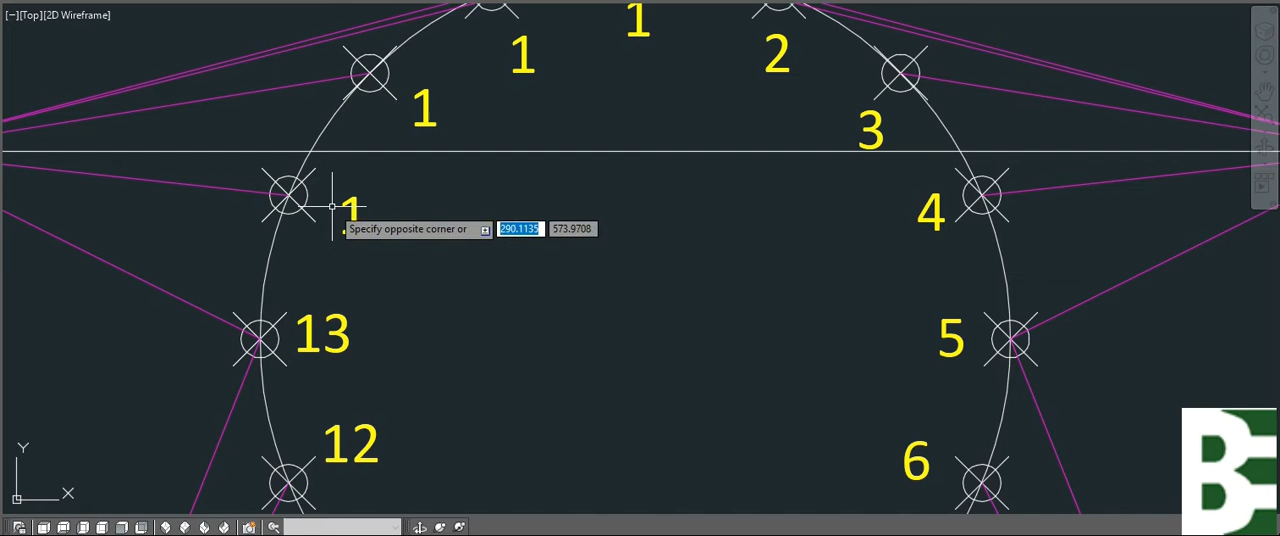 [−][Top][2D Wireframe]
1
1
2
1
3
1
4
Specify opposite corner or 290.1135 573.9708
13
5
12
6
Y
X
BE